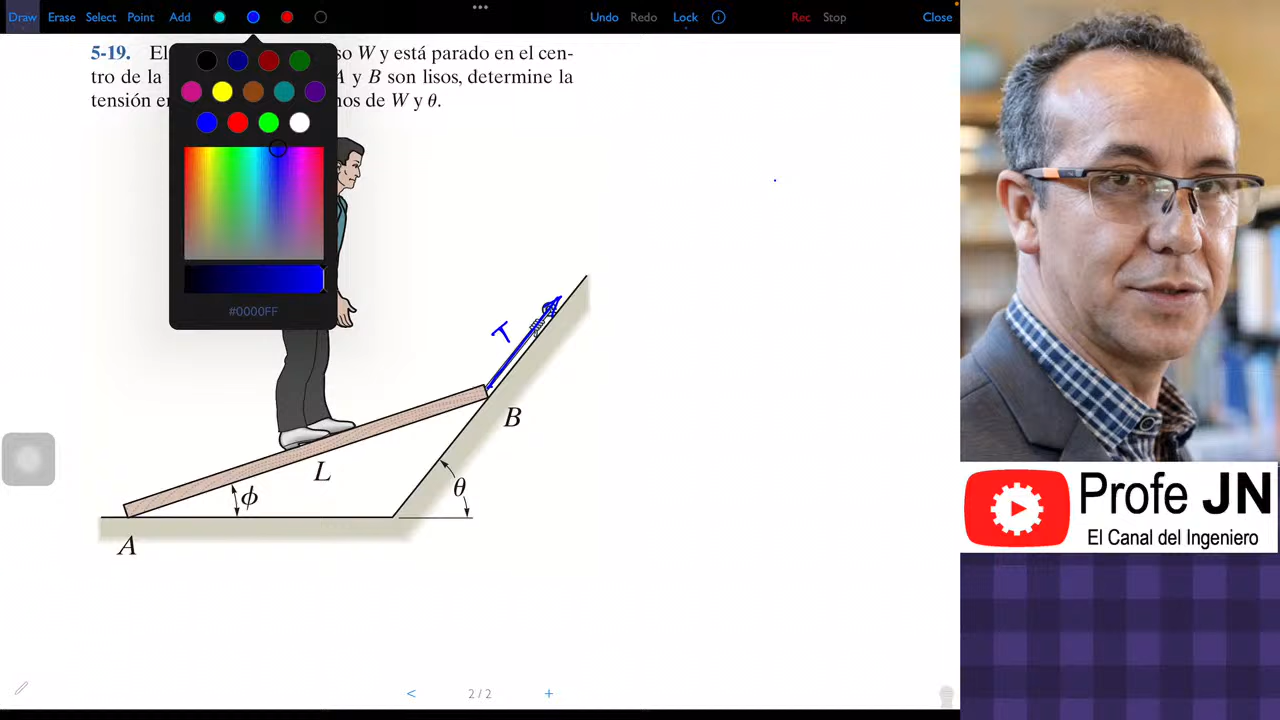 Draw Erase Select Point Add Undo Redo Lock Rec Stop Close
5-19. El so W y está parado en el cen-
tro de la A y B son lisos, determine la
tensión en nos de W y θ.
#0000FF
T
B
L
ϕ
θ
A
Profe JN
El Canal del Ingeniero
< 2 / 2 +